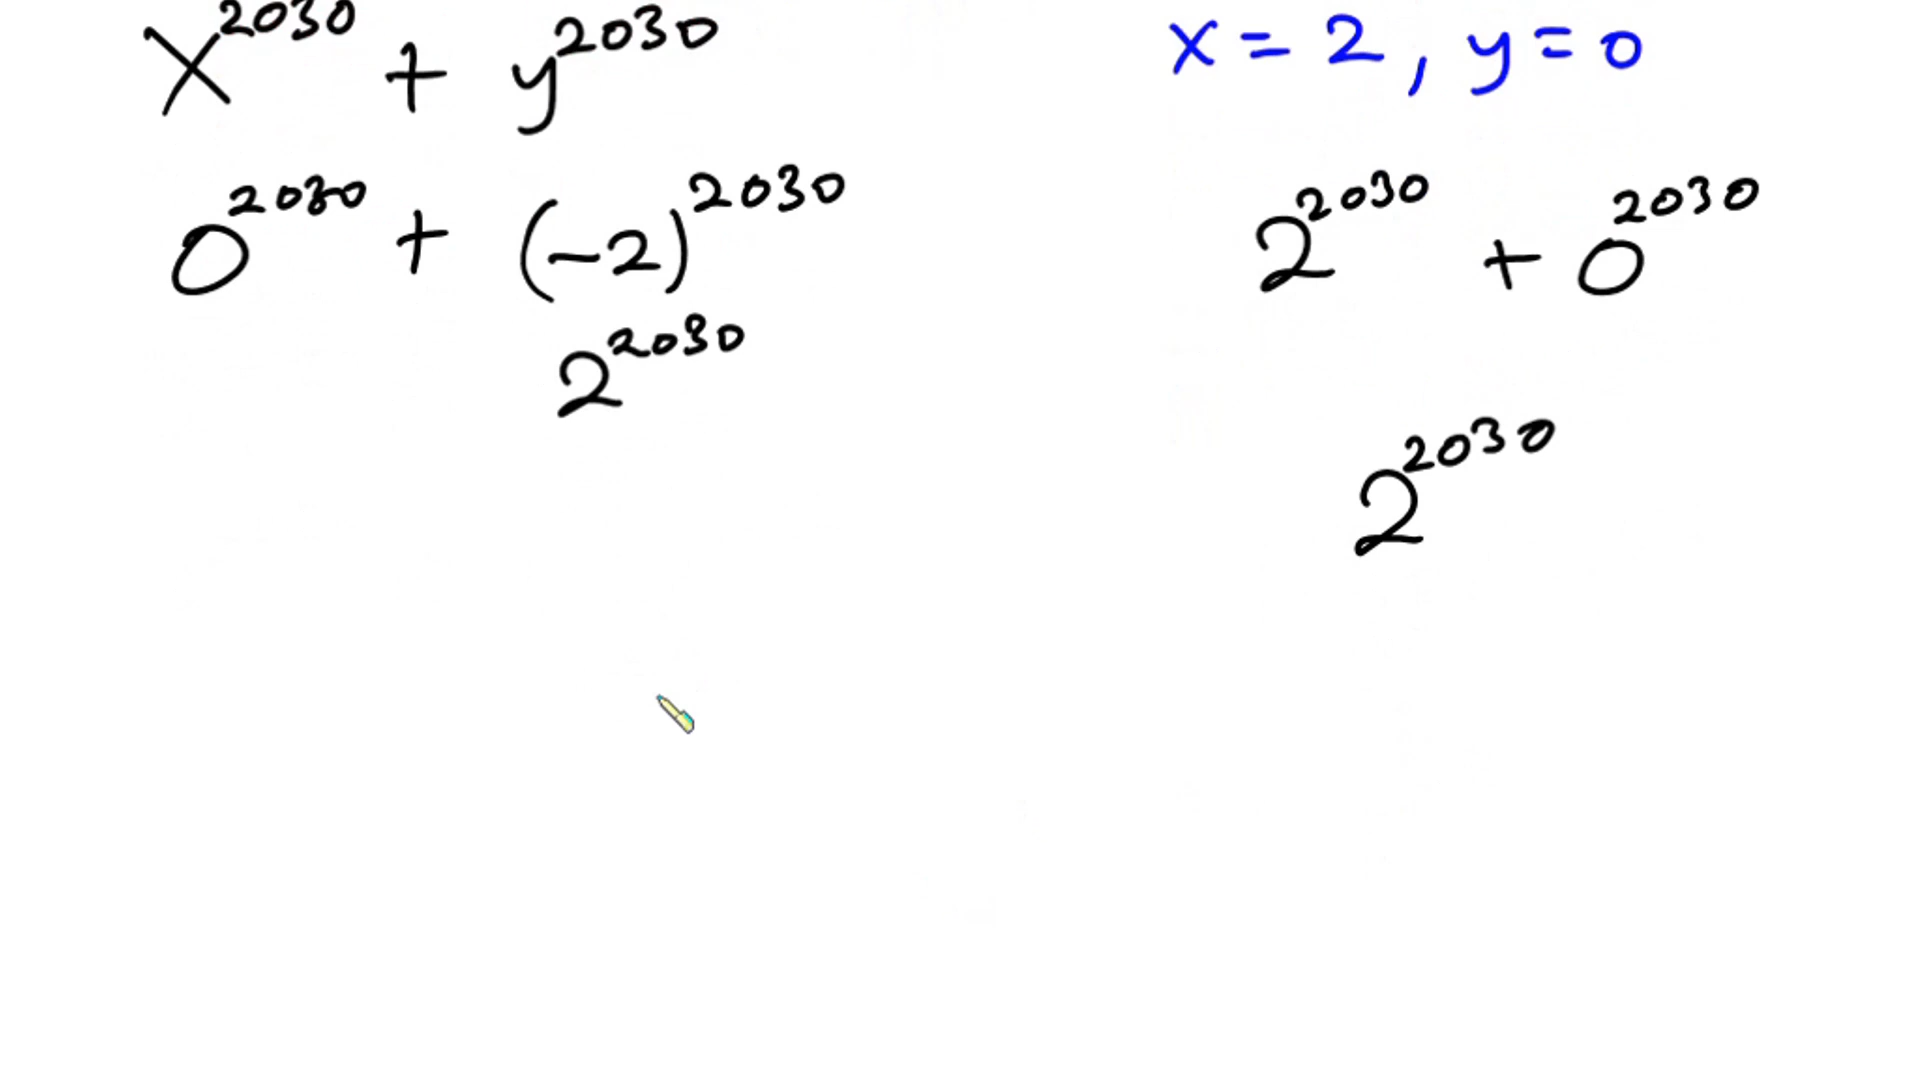 x^2030 + y^2030
0^2030 + (-2)^2030
2^2030
x = 2, y = 0
2^2030 + 0^2030
2^2030